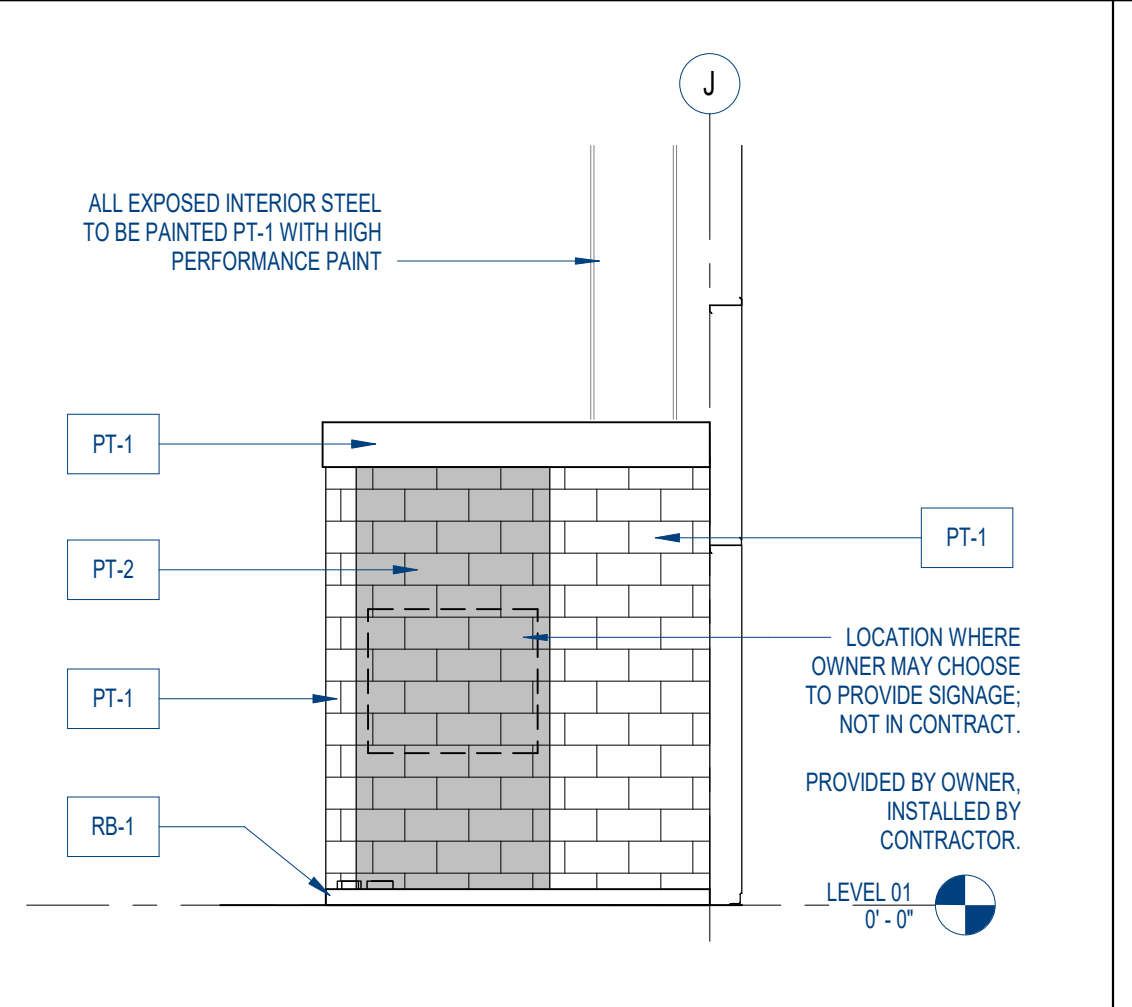 J
ALL EXPOSED INTERIOR STEEL
TO BE PAINTED PT-1 WITH HIGH
PERFORMANCE PAINT
PT-1
PT-2
PT-1
RB-1
PT-1
LOCATION WHERE
OWNER MAY CHOOSE
TO PROVIDE SIGNAGE;
NOT IN CONTRACT.
PROVIDED BY OWNER,
INSTALLED BY
CONTRACTOR.
LEVEL 01
0' - 0"